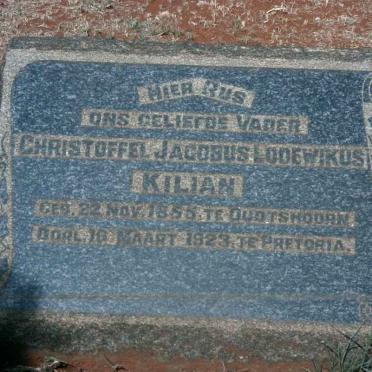 HIER RUS
ONS GELIEFDE VADER
CHRISTOFFEL JACOBUS LODEWIKUS
KILIAN
GEB. 22 NOV. 1855, TE OUDTSHOORN
OORL. 16 MAART 1923, TE PRETORIA.